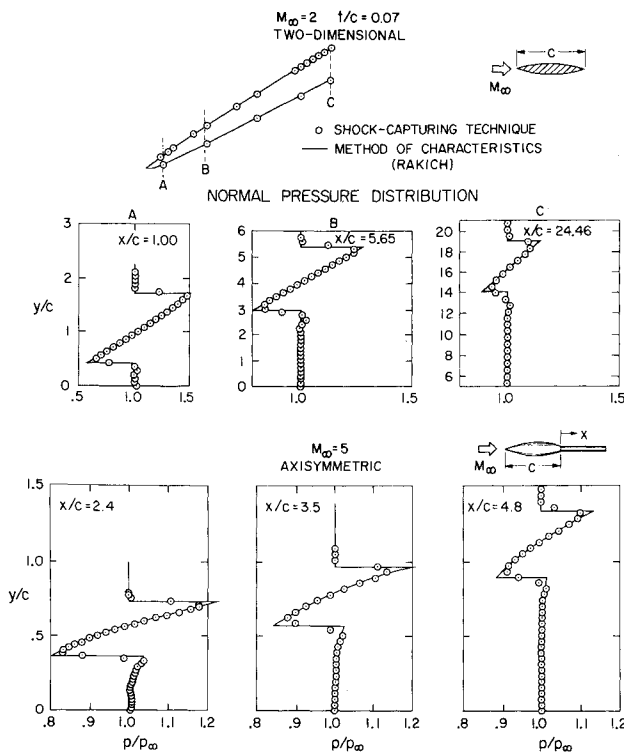 M∞=2 t/c=0.07
TWO-DIMENSIONAL
C
M∞
A
B
C
SHOCK-CAPTURING TECHNIQUE
METHOD OF CHARACTERISTICS
(RAKICH)
NORMAL PRESSURE DISTRIBUTION
A
B
C
3
2
1
0
y/c
x/c=1.00
1.0
1.5
8
7
6
5
4
3
2
1
0
x/c=5.65
1.0
20
18
16
14
12
10
8
6
x/c=24.46
1.0
1.5
M∞=5
AXISYMMETRIC
M∞
C
X
1.5
1.0
.5
0
y/c
x/c=2.4
.8
.9
1.0
1.1
1.2
p/p∞
x/c=3.5
.8
.9
1.0
1.1
1.2
p/p∞
x/c=4.8
.8
.9
1.0
1.1
1.2
p/p∞